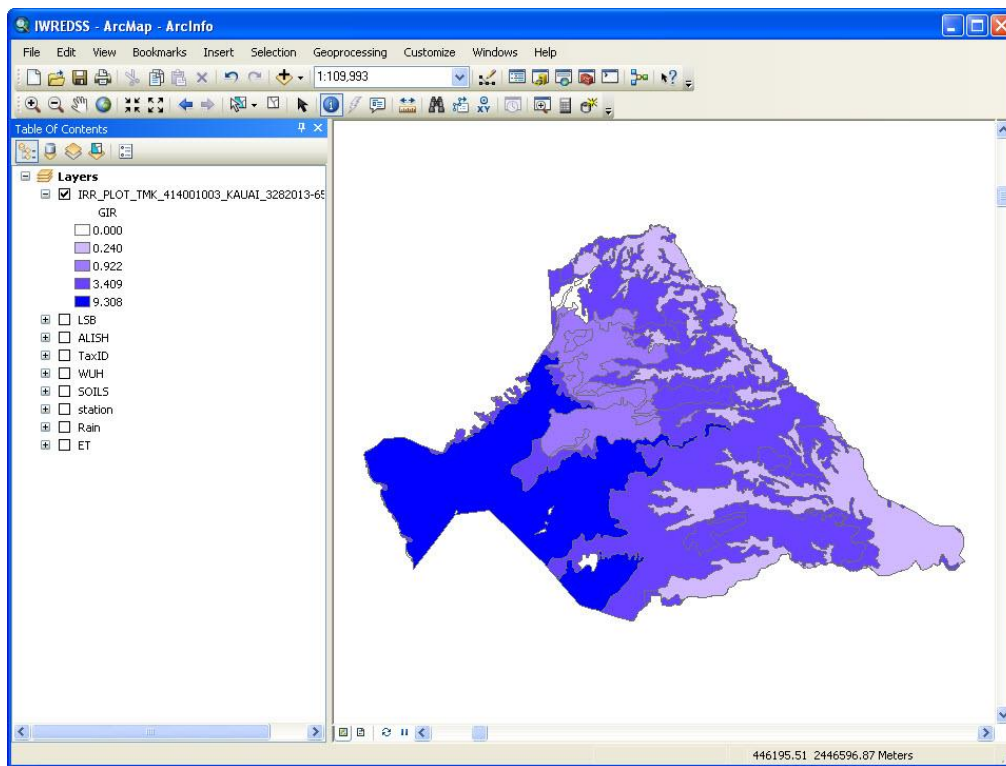 IWREDSS - ArcMap - ArcInfo
File Edit View Bookmarks Insert Selection Geoprocessing Customize Windows Help
1:109,993
XY
Table Of Contents
Layers
IRR_PLOT_TMK_414001003_KAUAI_3282013-65
GIR
0.000
0.240
0.922
3.409
9.308
LSB
ALISH
TaxID
WUH
SOILS
station
Rain
ET
446195.51 2446596.87 Meters